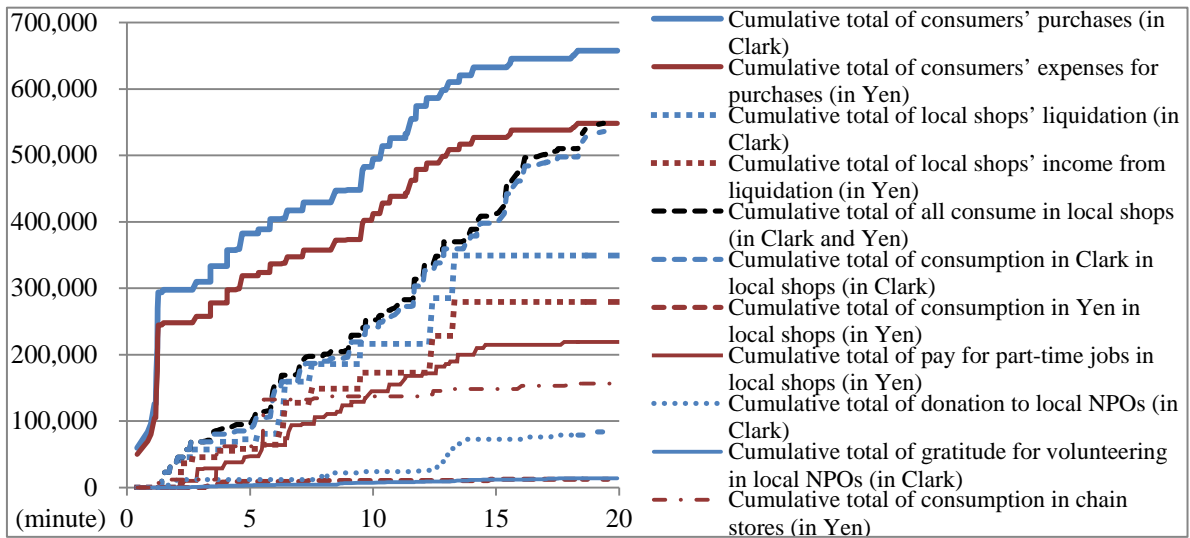 700,000
600,000
500,000
400,000
300,000
200,000
100,000
0
(minute)
0
5
10
15
20
Cumulative total of consumers’ purchases (in
Clark)
Cumulative total of consumers’ expenses for
purchases (in Yen)
Cumulative total of local shops’ liquidation (in
Clark)
Cumulative total of local shops’ income from
liquidation (in Yen)
Cumulative total of all consume in local shops
(in Clark and Yen)
Cumulative total of consumption in Clark in
local shops (in Clark)
Cumulative total of consumption in Yen in
local shops (in Yen)
Cumulative total of pay for part-time jobs in
local shops (in Yen)
Cumulative total of donation to local NPOs (in
Clark)
Cumulative total of gratitude for volunteering
in local NPOs (in Clark)
Cumulative total of consumption in chain
stores (in Yen)